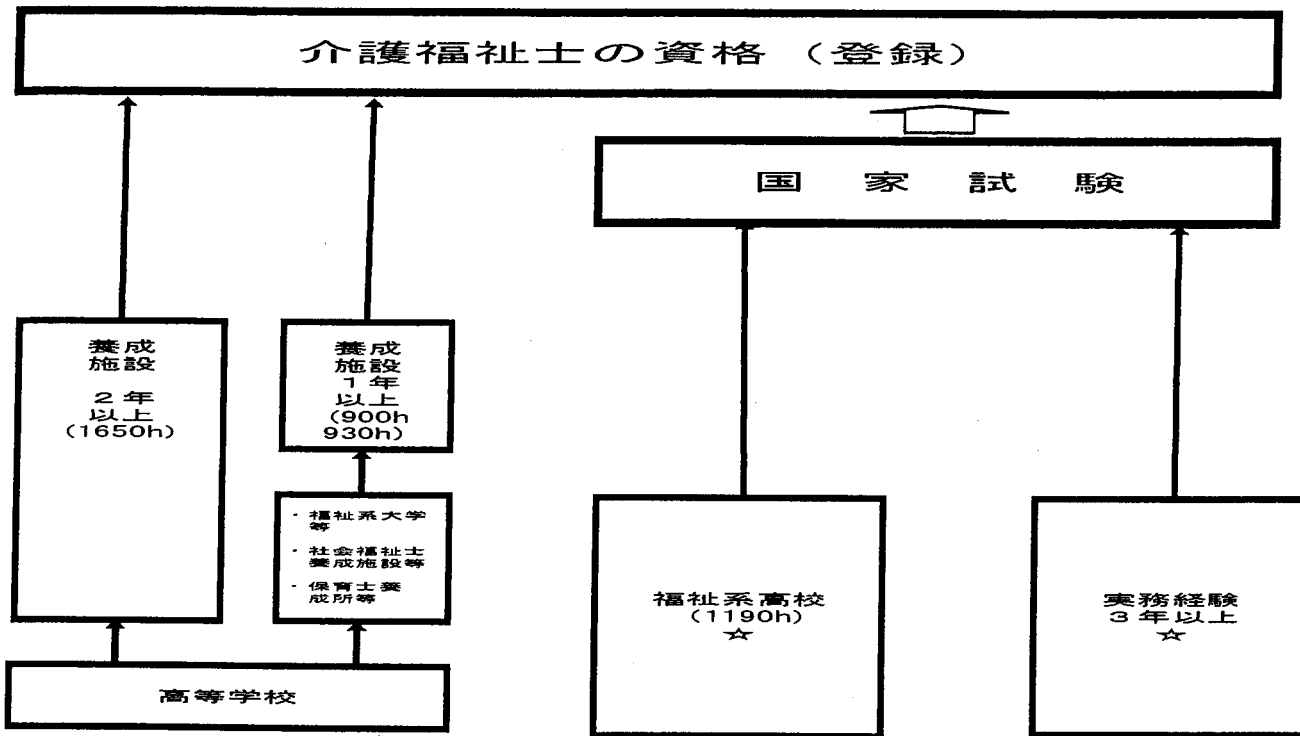 介護福祉士の資格（登録）
国家試験
養成
施設
２年
以上
(1650h)
養成
施設
１年
以上
(900h
930h)
・福祉系大学
等
・社会福祉士
養成施設等
・保育士養
成所等
高等学校
福祉系高校
(1190h)
☆
実務経験
３年以上
☆